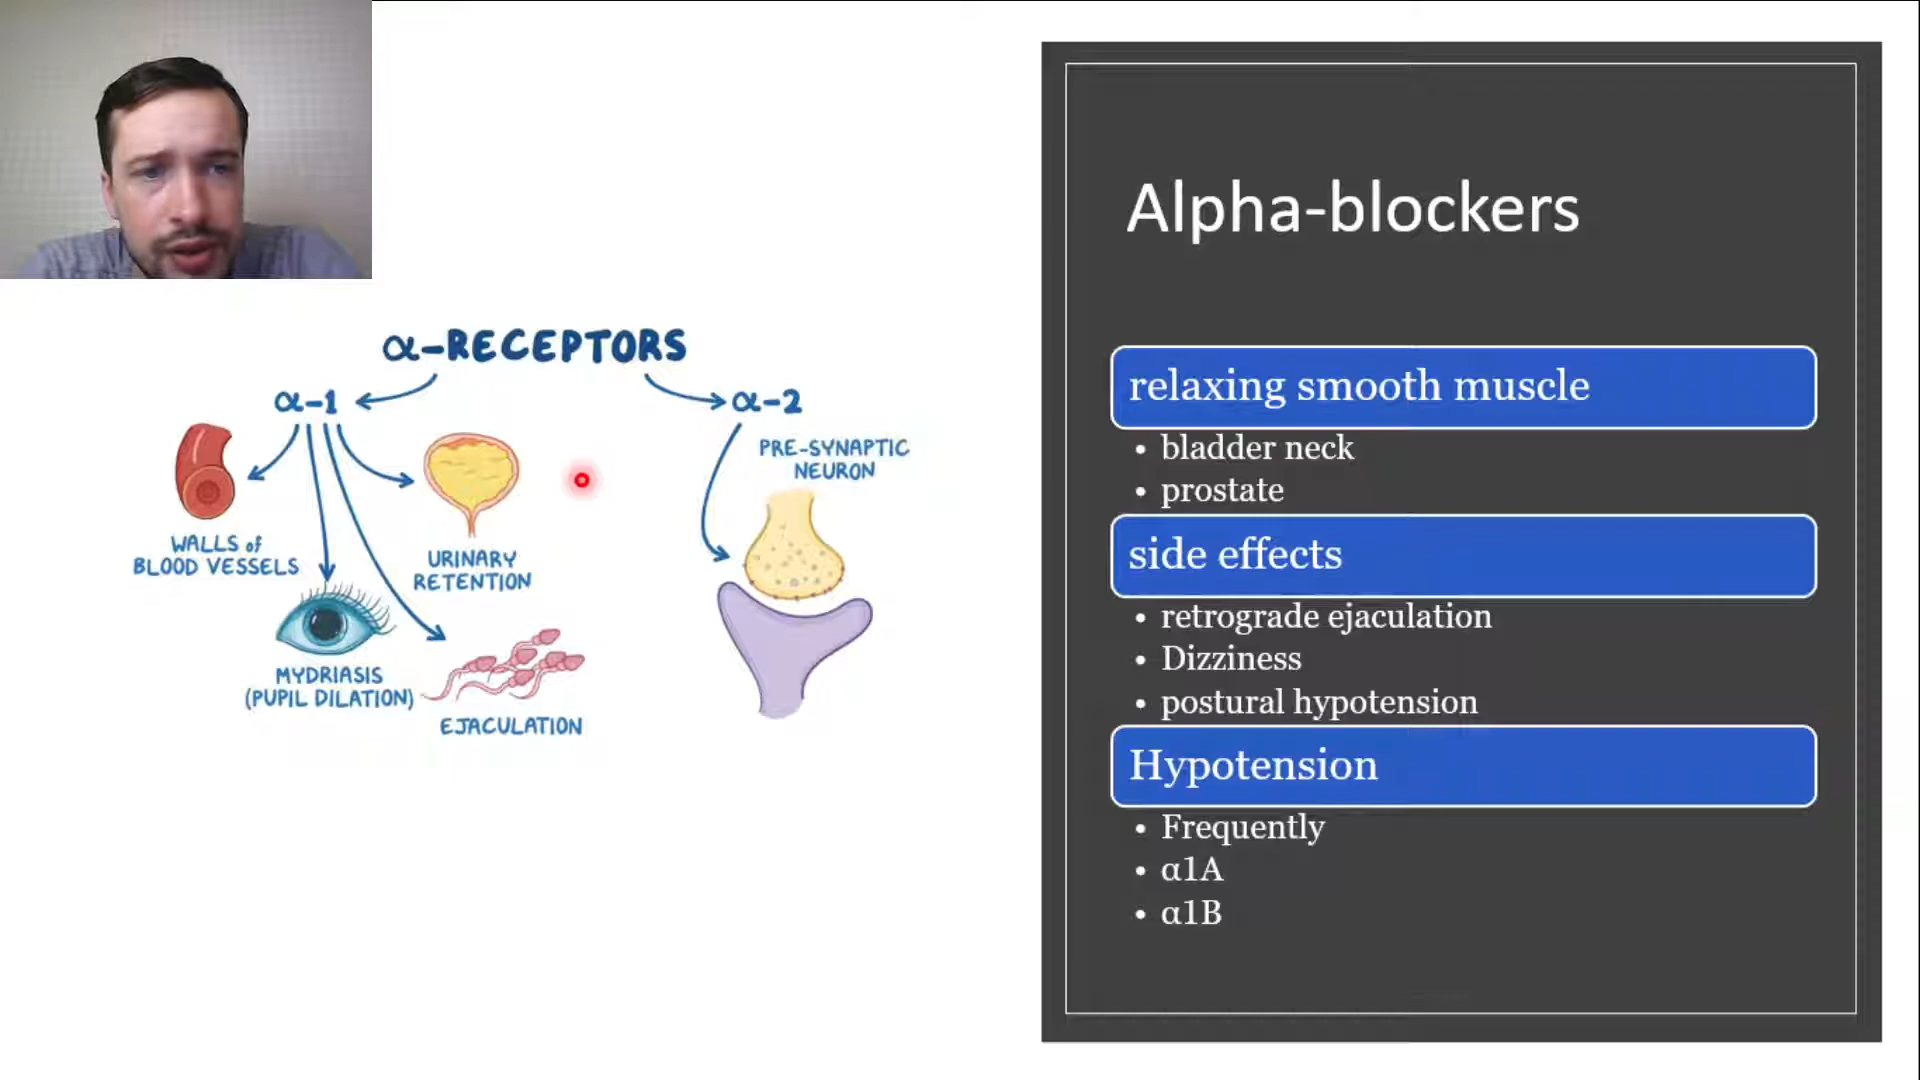 α-RECEPTORS
α-1
α-2
PRE-SYNAPTIC
NEURON
WALLS of
BLOOD VESSELS
URINARY
RETENTION
MYDRIASIS
(PUPIL DILATION)
EJACULATION
Alpha-blockers
relaxing smooth muscle
• bladder neck
• prostate
side effects
• retrograde ejaculation
• Dizziness
• postural hypotension
Hypotension
• Frequently
• α1A
• α1B